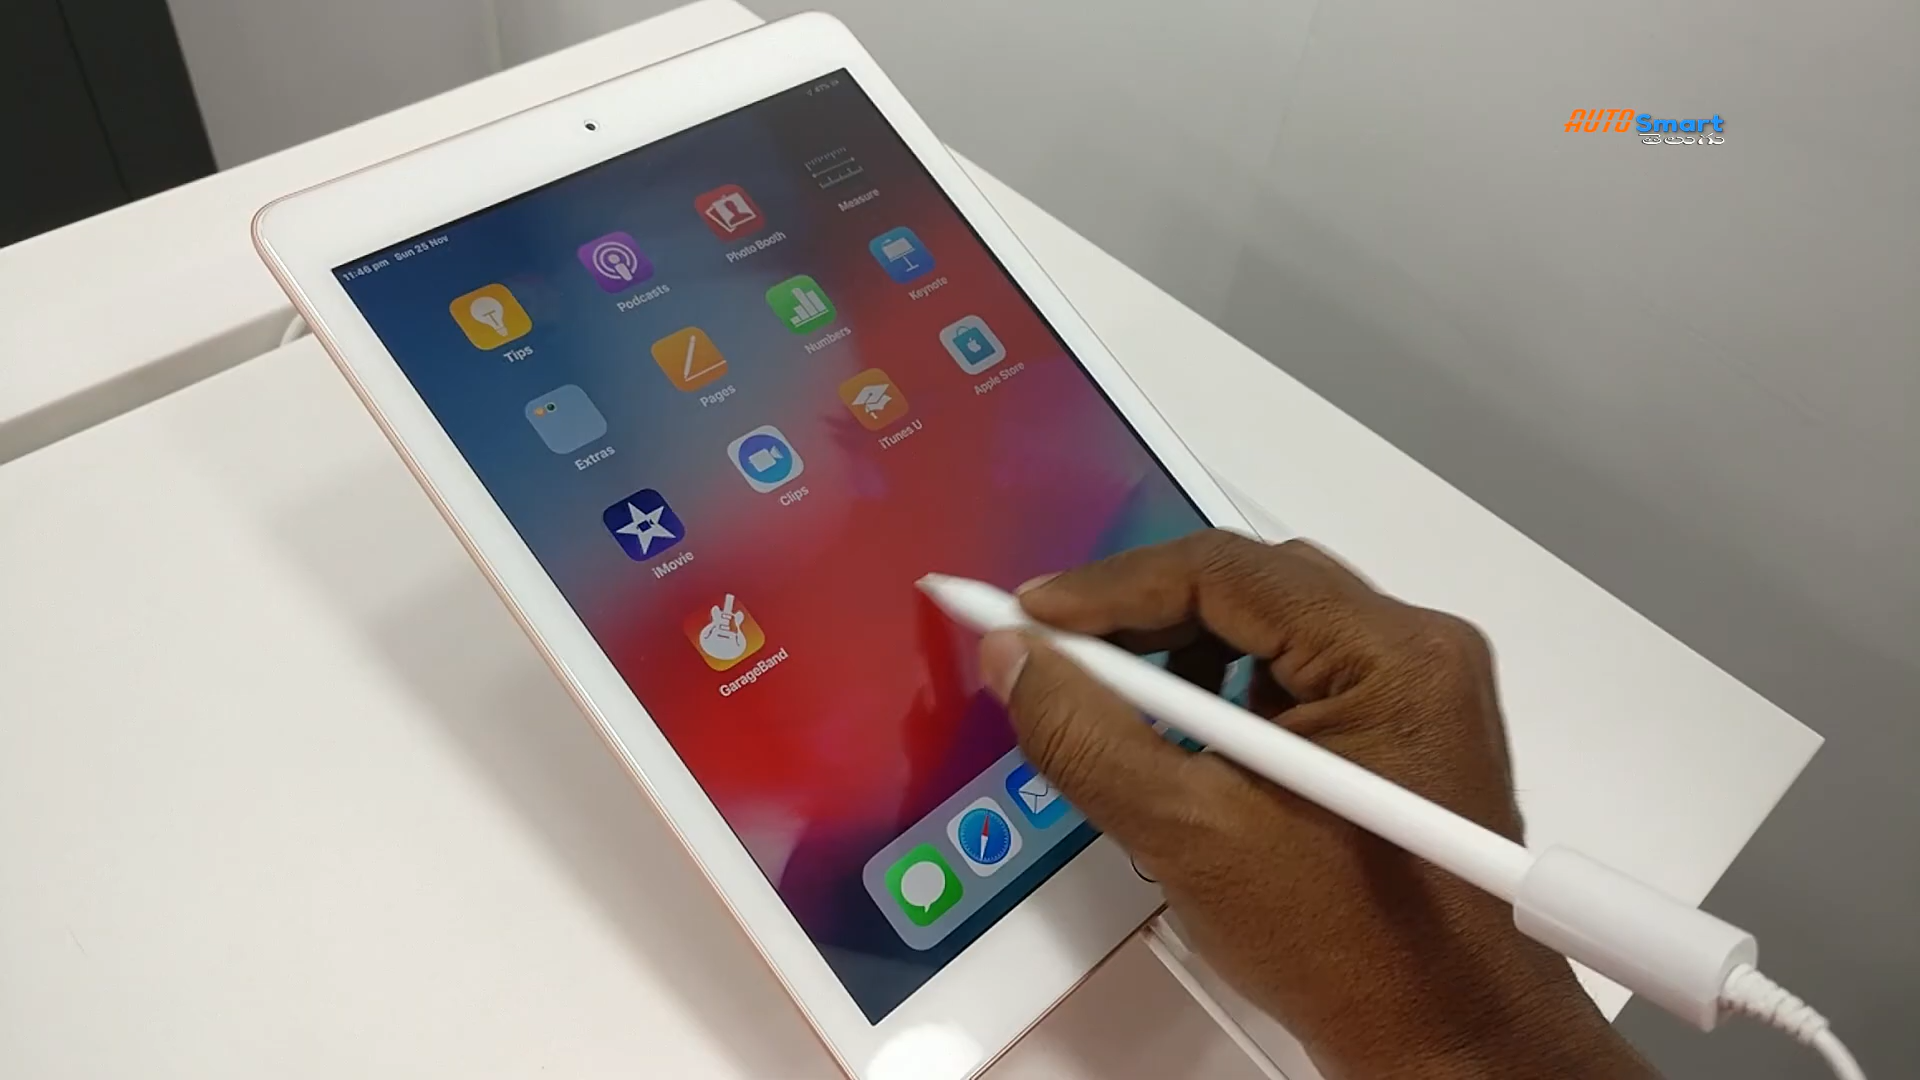 AUTO Smart
తెలుగు
11:46 pm Sun 25 Nov
41%
Tips
Podcasts
Photo Booth
Measure
Extras
Pages
Numbers
Keynote
iMovie
Clips
iTunes U
Apple Store
GarageBand